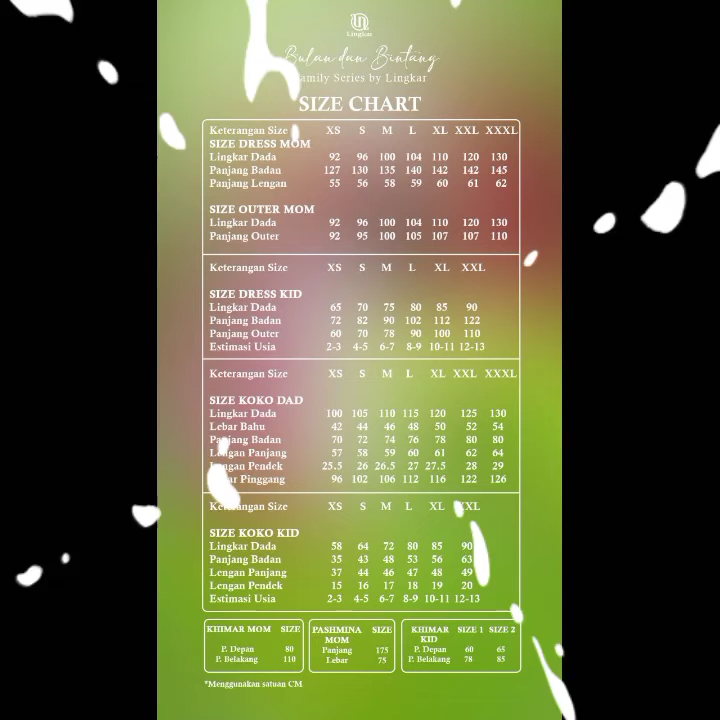 Lingkar
Bulan dan Bintang
Family Series by Lingkar
SIZE CHART
Keterangan Size XS S M L XL XXL XXXL
SIZE DRESS MOM
Lingkar Dada 92 96 100 104 110 120 130
Panjang Badan 127 130 135 140 142 142 145
Panjang Lengan 55 56 58 59 60 61 62
SIZE OUTER MOM
Lingkar Dada 92 96 100 104 110 120 130
Panjang Outer 92 95 100 105 107 107 110
Keterangan Size XS S M L XL XXL
SIZE DRESS KID
Lingkar Dada 65 70 75 80 85 90
Panjang Badan 72 82 90 102 112 122
Panjang Outer 60 70 78 90 100 110
Estimasi Usia 2-3 4-5 6-7 8-9 10-11 12-13
Keterangan Size XS S M L XL XXL XXXL
SIZE KOKO DAD
Lingkar Dada 100 105 110 115 120 125 130
Lebar Bahu 42 44 46 48 50 52 54
Panjang Badan 70 72 74 76 78 80 80
Lengan Panjang 57 58 59 60 61 62 64
Lengan Pendek 25.5 26 26.5 27 27.5 28 29
Pinggang 96 102 106 112 116 122 126
Keterangan Size XS S M L XL XXL
SIZE KOKO KID
Lingkar Dada 58 64 72 80 85 90
Panjang Badan 35 43 48 53 56 63
Lengan Panjang 37 44 46 47 48 49
Lengan Pendek 15 16 17 18 19 20
Estimasi Usia 2-3 4-5 6-7 8-9 10-11 12-13
KHIMAR MOM SIZE
P. Depan 80
P. Belakang 110
PASHMINA MOM SIZE
Panjang 175
Lebar 75
KHIMAR KID SIZE 1 SIZE 2
P. Depan 60 65
P. Belakang 78 85
*Menggunakan satuan CM